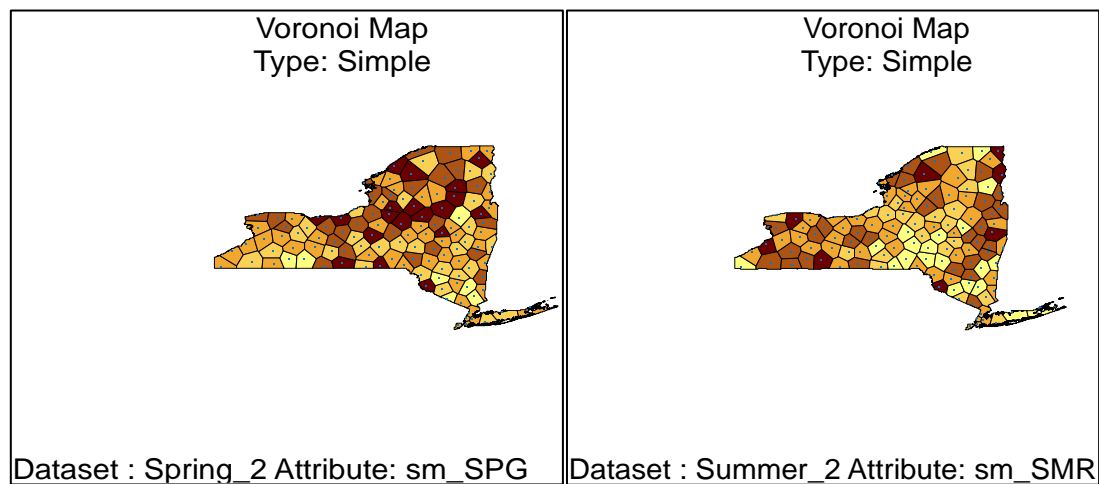 Voronoi Map
Type: Simple
Dataset : Spring_2 Attribute: sm_SPG
Voronoi Map
Type: Simple
Dataset : Summer_2 Attribute: sm_SMR